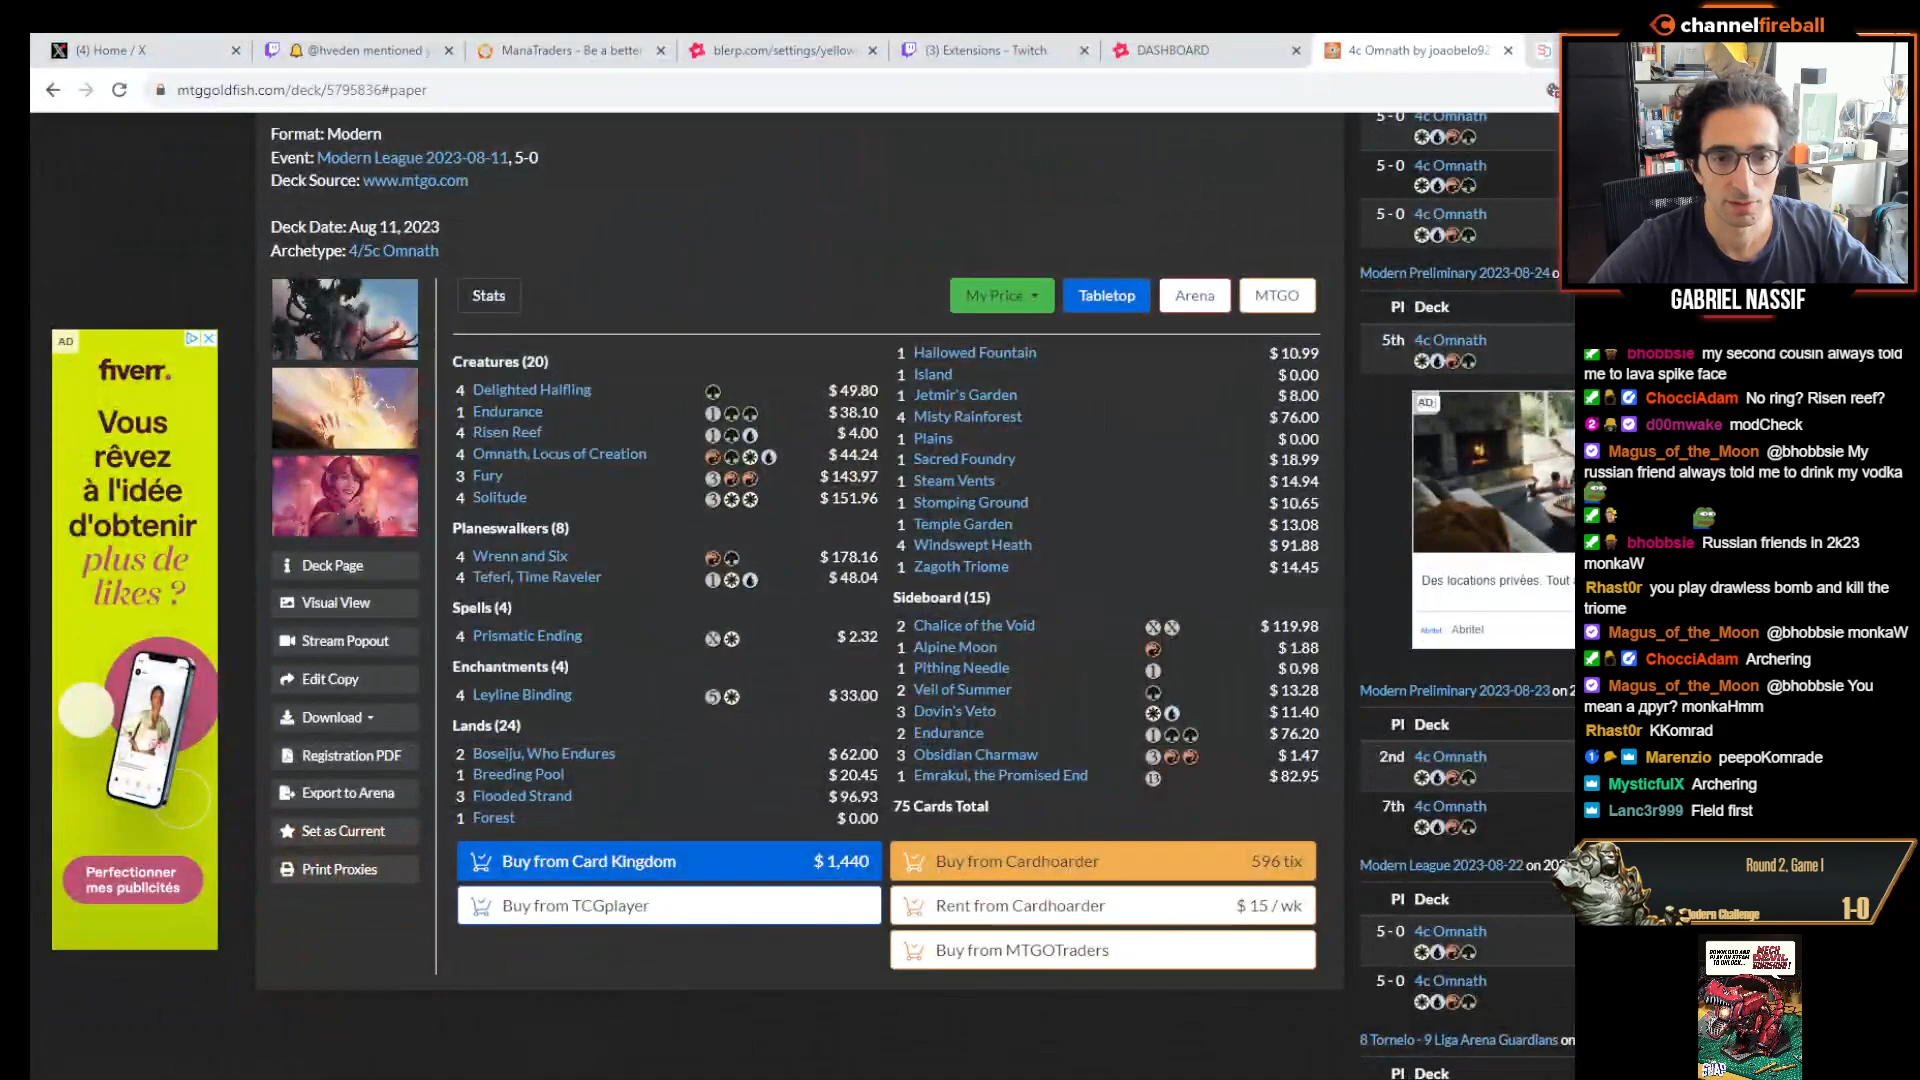 channelfireball
(4) Home / X
@hveden mentioned y
ManaTraders - Be a better
blerp.com/settings/yellow
(3) Extensions - Twitch
DASHBOARD
4c Omnath by joaobelo92
mtggoldfish.com/deck/5795836#paper
Format: Modern
Event: Modern League 2023-08-11, 5-0
Deck Source: www.mtgo.com
Deck Date: Aug 11, 2023
Archetype: 4/5c Omnath
Stats
My Price
Tabletop
Arena
MTGO
Creatures (20)
4 Delighted Halfling $ 49.80
1 Endurance $ 38.10
4 Risen Reef $ 4.00
4 Omnath, Locus of Creation $ 44.24
3 Fury $ 143.97
4 Solitude $ 151.96
Planeswalkers (8)
4 Wrenn and Six $ 178.16
4 Teferi, Time Raveler $ 48.04
Spells (4)
4 Prismatic Ending $ 2.32
Enchantments (4)
4 Leyline Binding $ 33.00
Lands (24)
2 Boseiju, Who Endures $ 62.00
1 Breeding Pool $ 20.45
3 Flooded Strand $ 96.93
1 Forest $ 0.00
1 Hallowed Fountain $ 10.99
1 Island $ 0.00
1 Jetmir's Garden $ 8.00
4 Misty Rainforest $ 76.00
1 Plains $ 0.00
1 Sacred Foundry $ 18.99
1 Steam Vents $ 14.94
1 Stomping Ground $ 10.65
1 Temple Garden $ 13.08
4 Windswept Heath $ 91.88
1 Zagoth Triome $ 14.45
Sideboard (15)
2 Chalice of the Void $ 119.98
1 Alpine Moon $ 1.88
1 Pithing Needle $ 0.98
2 Veil of Summer $ 13.28
3 Dovin's Veto $ 11.40
2 Endurance $ 76.20
3 Obsidian Charmaw $ 1.47
1 Emrakul, the Promised End $ 82.95
75 Cards Total
Deck Page
Visual View
Stream Popout
Edit Copy
Download
Registration PDF
Export to Arena
Set as Current
Print Proxies
Buy from Card Kingdom $ 1,440
Buy from TCGplayer
Buy from Cardhoarder 596 tix
Rent from Cardhoarder $ 15 / wk
Buy from MTGOTraders
AD
fiverr.
Vous
rêvez
à l'idée
d'obtenir
plus de
likes ?
Perfectionner
mes publicités
5 - 0 4c Omnath
5 - 0 4c Omnath
5 - 0 4c Omnath
Modern Preliminary 2023-08-24 o
Pl Deck
5th 4c Omnath
AD
Des locations privées. Tout
Abritel Abritel
Modern Preliminary 2023-08-23 on 2
Pl Deck
2nd 4c Omnath
7th 4c Omnath
Modern League 2023-08-22 on 202
Pl Deck
5 - 0 4c Omnath
5 - 0 4c Omnath
8 Tornelo - 9 Liga Arena Guardians on
Pl Deck
GABRIEL NASSIF
bhobbsie my second cousin always told
me to lava spike face
ChocciAdam No ring? Risen reef?
d00mwake modCheck
Magus_of_the_Moon @bhobbsie My
russian friend always told me to drink my vodka
bhobbsie Russian friends in 2k23
monkaW
Rhast0r you play drawless bomb and kill the
triome
Magus_of_the_Moon @bhobbsie monkaW
ChocciAdam Archering
Magus_of_the_Moon @bhobbsie You
mean a друг? monkaHmm
Rhast0r KKomrad
Marenzio peepoKomrade
MysticfulX Archering
Lanc3r999 Field first
Round 2, Game 1
Modern Challenge
1-0